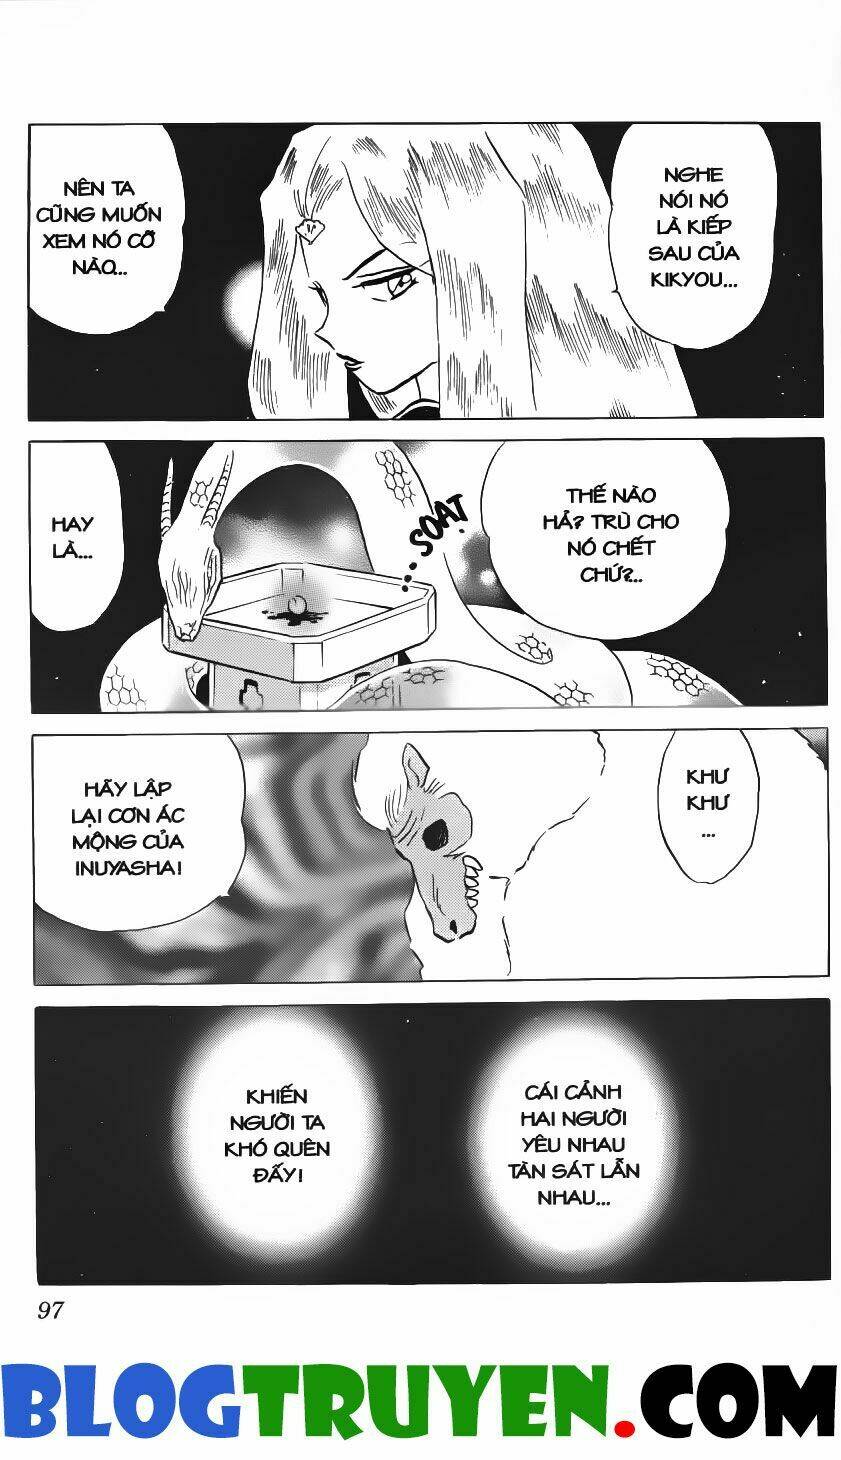 NGHE
NÓI NÓ
LÀ KIẾP
SAU CỦA
KIKYOU...
NÊN TA
CŨNG MUỐN
XEM NÓ CỠ
NÀO...
THẾ NÀO
HẢ? TRÙ CHO
NÓ CHẾT
CHỨ?...
SOẠT
HAY
LÀ...
KHƯ
KHƯ
...
HÃY LẬP
LẠI CƠN ÁC
MỘNG CỦA
INUYASHA!
CÁI CẢNH
HAI NGƯỜI
YÊU NHAU
TÀN SÁT LẪN
NHAU...
KHIẾN
NGƯỜI TA
KHÓ QUÊN
ĐẤY!
97
BLOGTRUYEN.COM